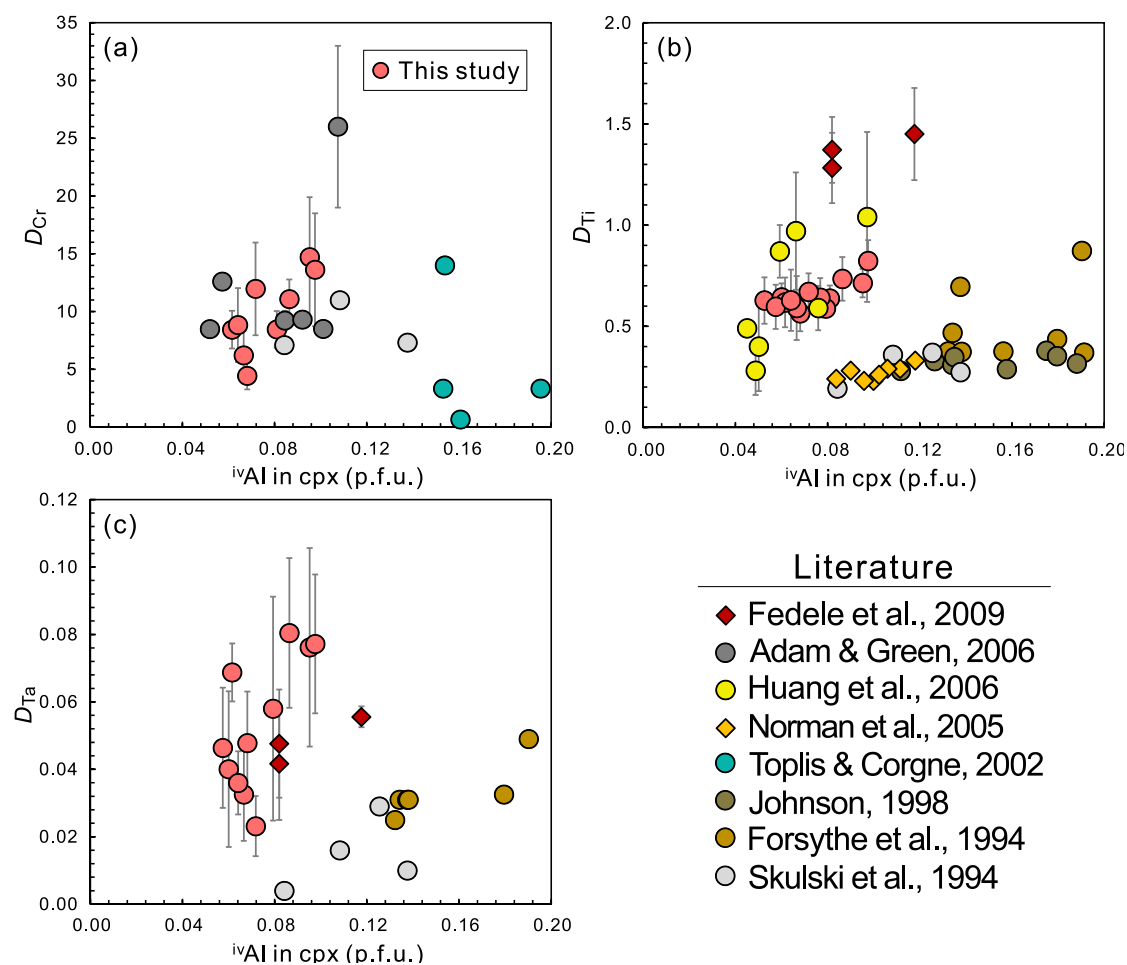 (a)
This study
35
30
25
20
15
10
5
0
DCr
0.00 0.04 0.08 0.12 0.16 0.20
ivAl in cpx (p.f.u.)
(b)
2.0
1.5
1.0
0.5
0.0
DTi
0.00 0.04 0.08 0.12 0.16 0.20
ivAl in cpx (p.f.u.)
(c)
0.12
0.10
0.08
0.06
0.04
0.02
0.00
DTa
0.00 0.04 0.08 0.12 0.16 0.20
ivAl in cpx (p.f.u.)
Literature
Fedele et al., 2009
Adam & Green, 2006
Huang et al., 2006
Norman et al., 2005
Toplis & Corgne, 2002
Johnson, 1998
Forsythe et al., 1994
Skulski et al., 1994